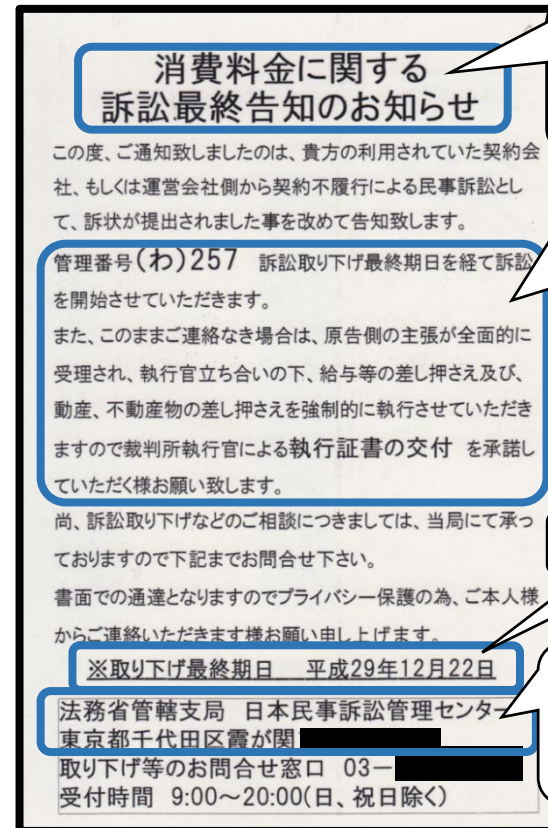 消費料金に関する
訴訟最終告知のお知らせ
この度、ご通知致しましたのは、貴方の利用されていた契約会
社、もしくは運営会社側から契約不履行による民事訴訟とし
て、訴状が提出されました事を改めて告知致します。
管理番号(わ)257 訴訟取り下げ最終期日を経て訴訟
を開始させていただきます。
また、このままご連絡なき場合は、原告側の主張が全面的に
受理され、執行官立ち合いの下、給与等の差し押さえ及び、
動産、不動産物の差し押さえを強制的に執行させていただき
ますので裁判所執行官による執行証書の交付 を承諾し
ていただく様お願い致します。
尚、訴訟取り下げなどのご相談につきましては、当局にて承っ
ておりますので下記までお問合せ下さい。
書面での通達となりますのでプライバシー保護の為、ご本人様
からご連絡いただきます様お願い申し上げます。
※取り下げ最終期日 平成29年12月22日
法務省管轄支局 日本民事訴訟管理センター
東京都千代田区霞が関
取り下げ等のお問合せ窓口 03ー
受付時間 9:00～20:00(日、祝日除く)